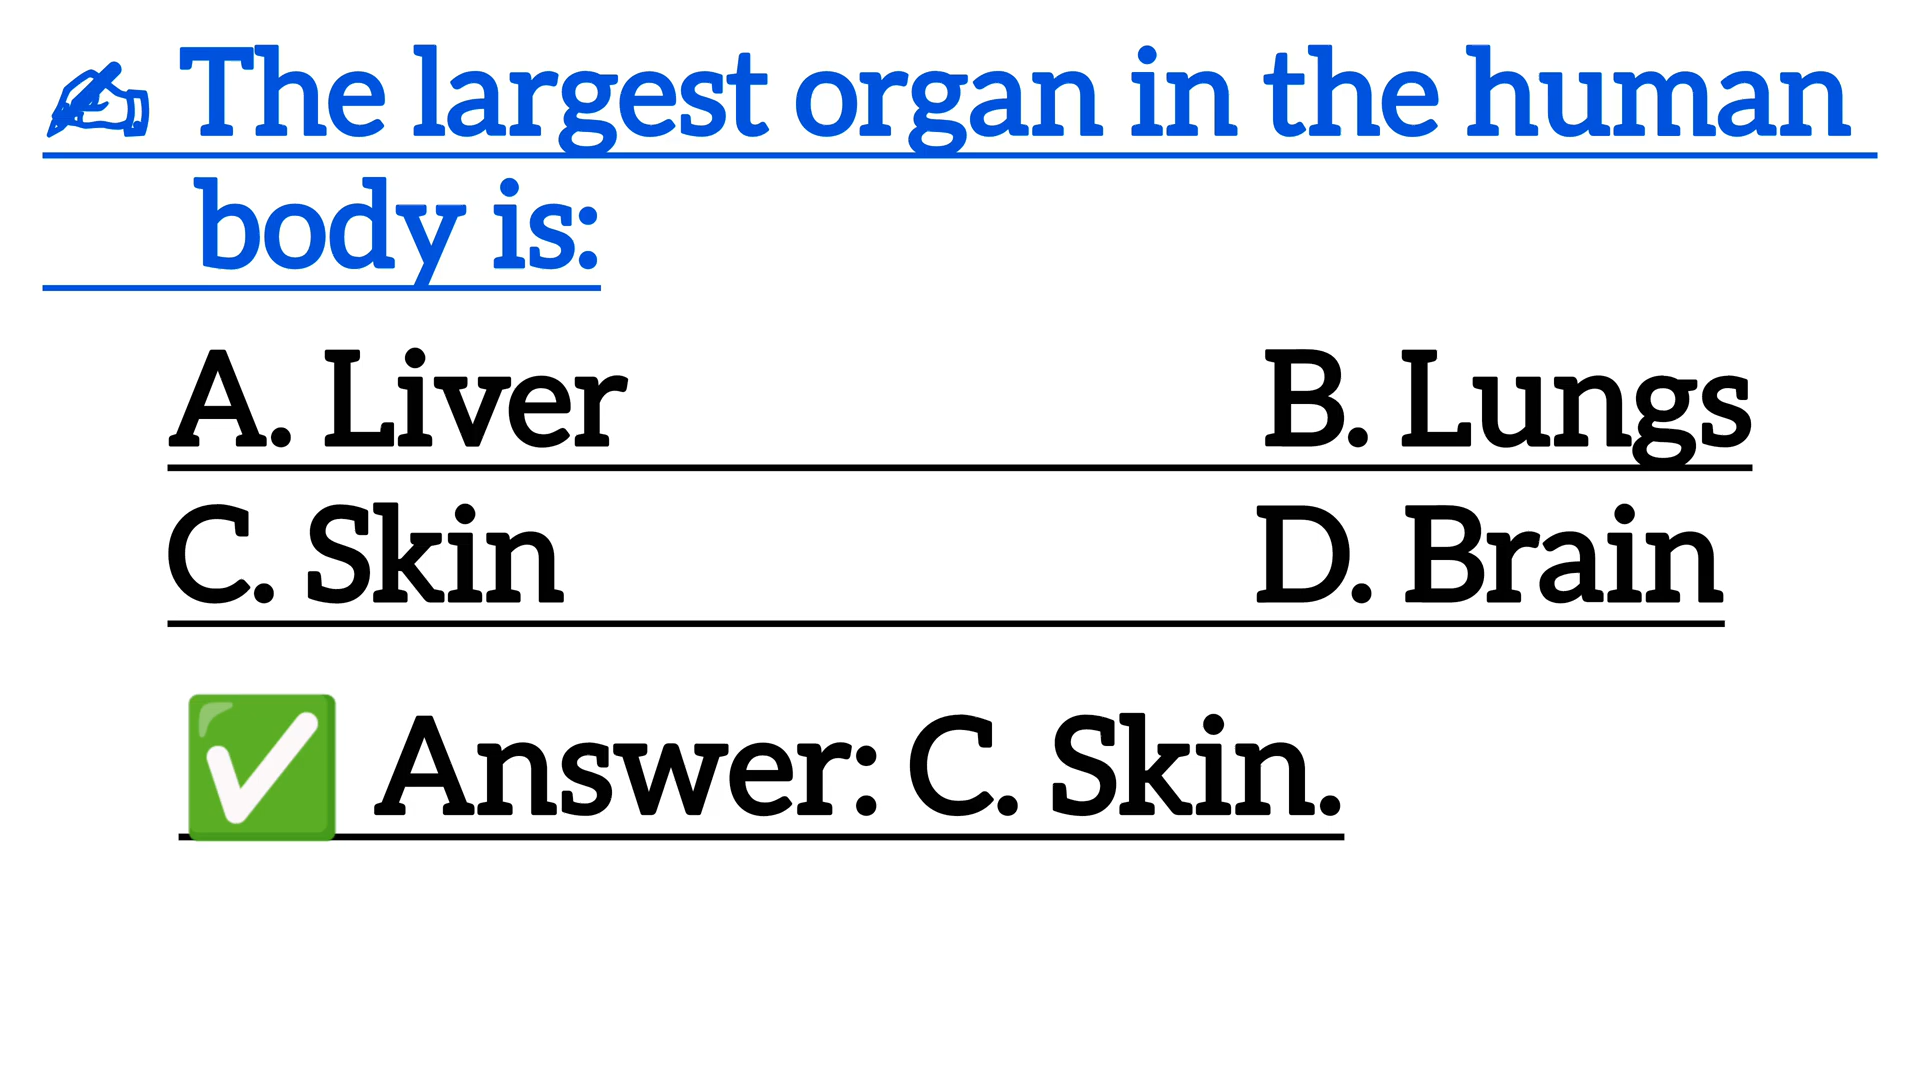 ✍ The largest organ in the human
body is:
A. Liver B. Lungs
C. Skin D. Brain
✅ Answer: C. Skin.